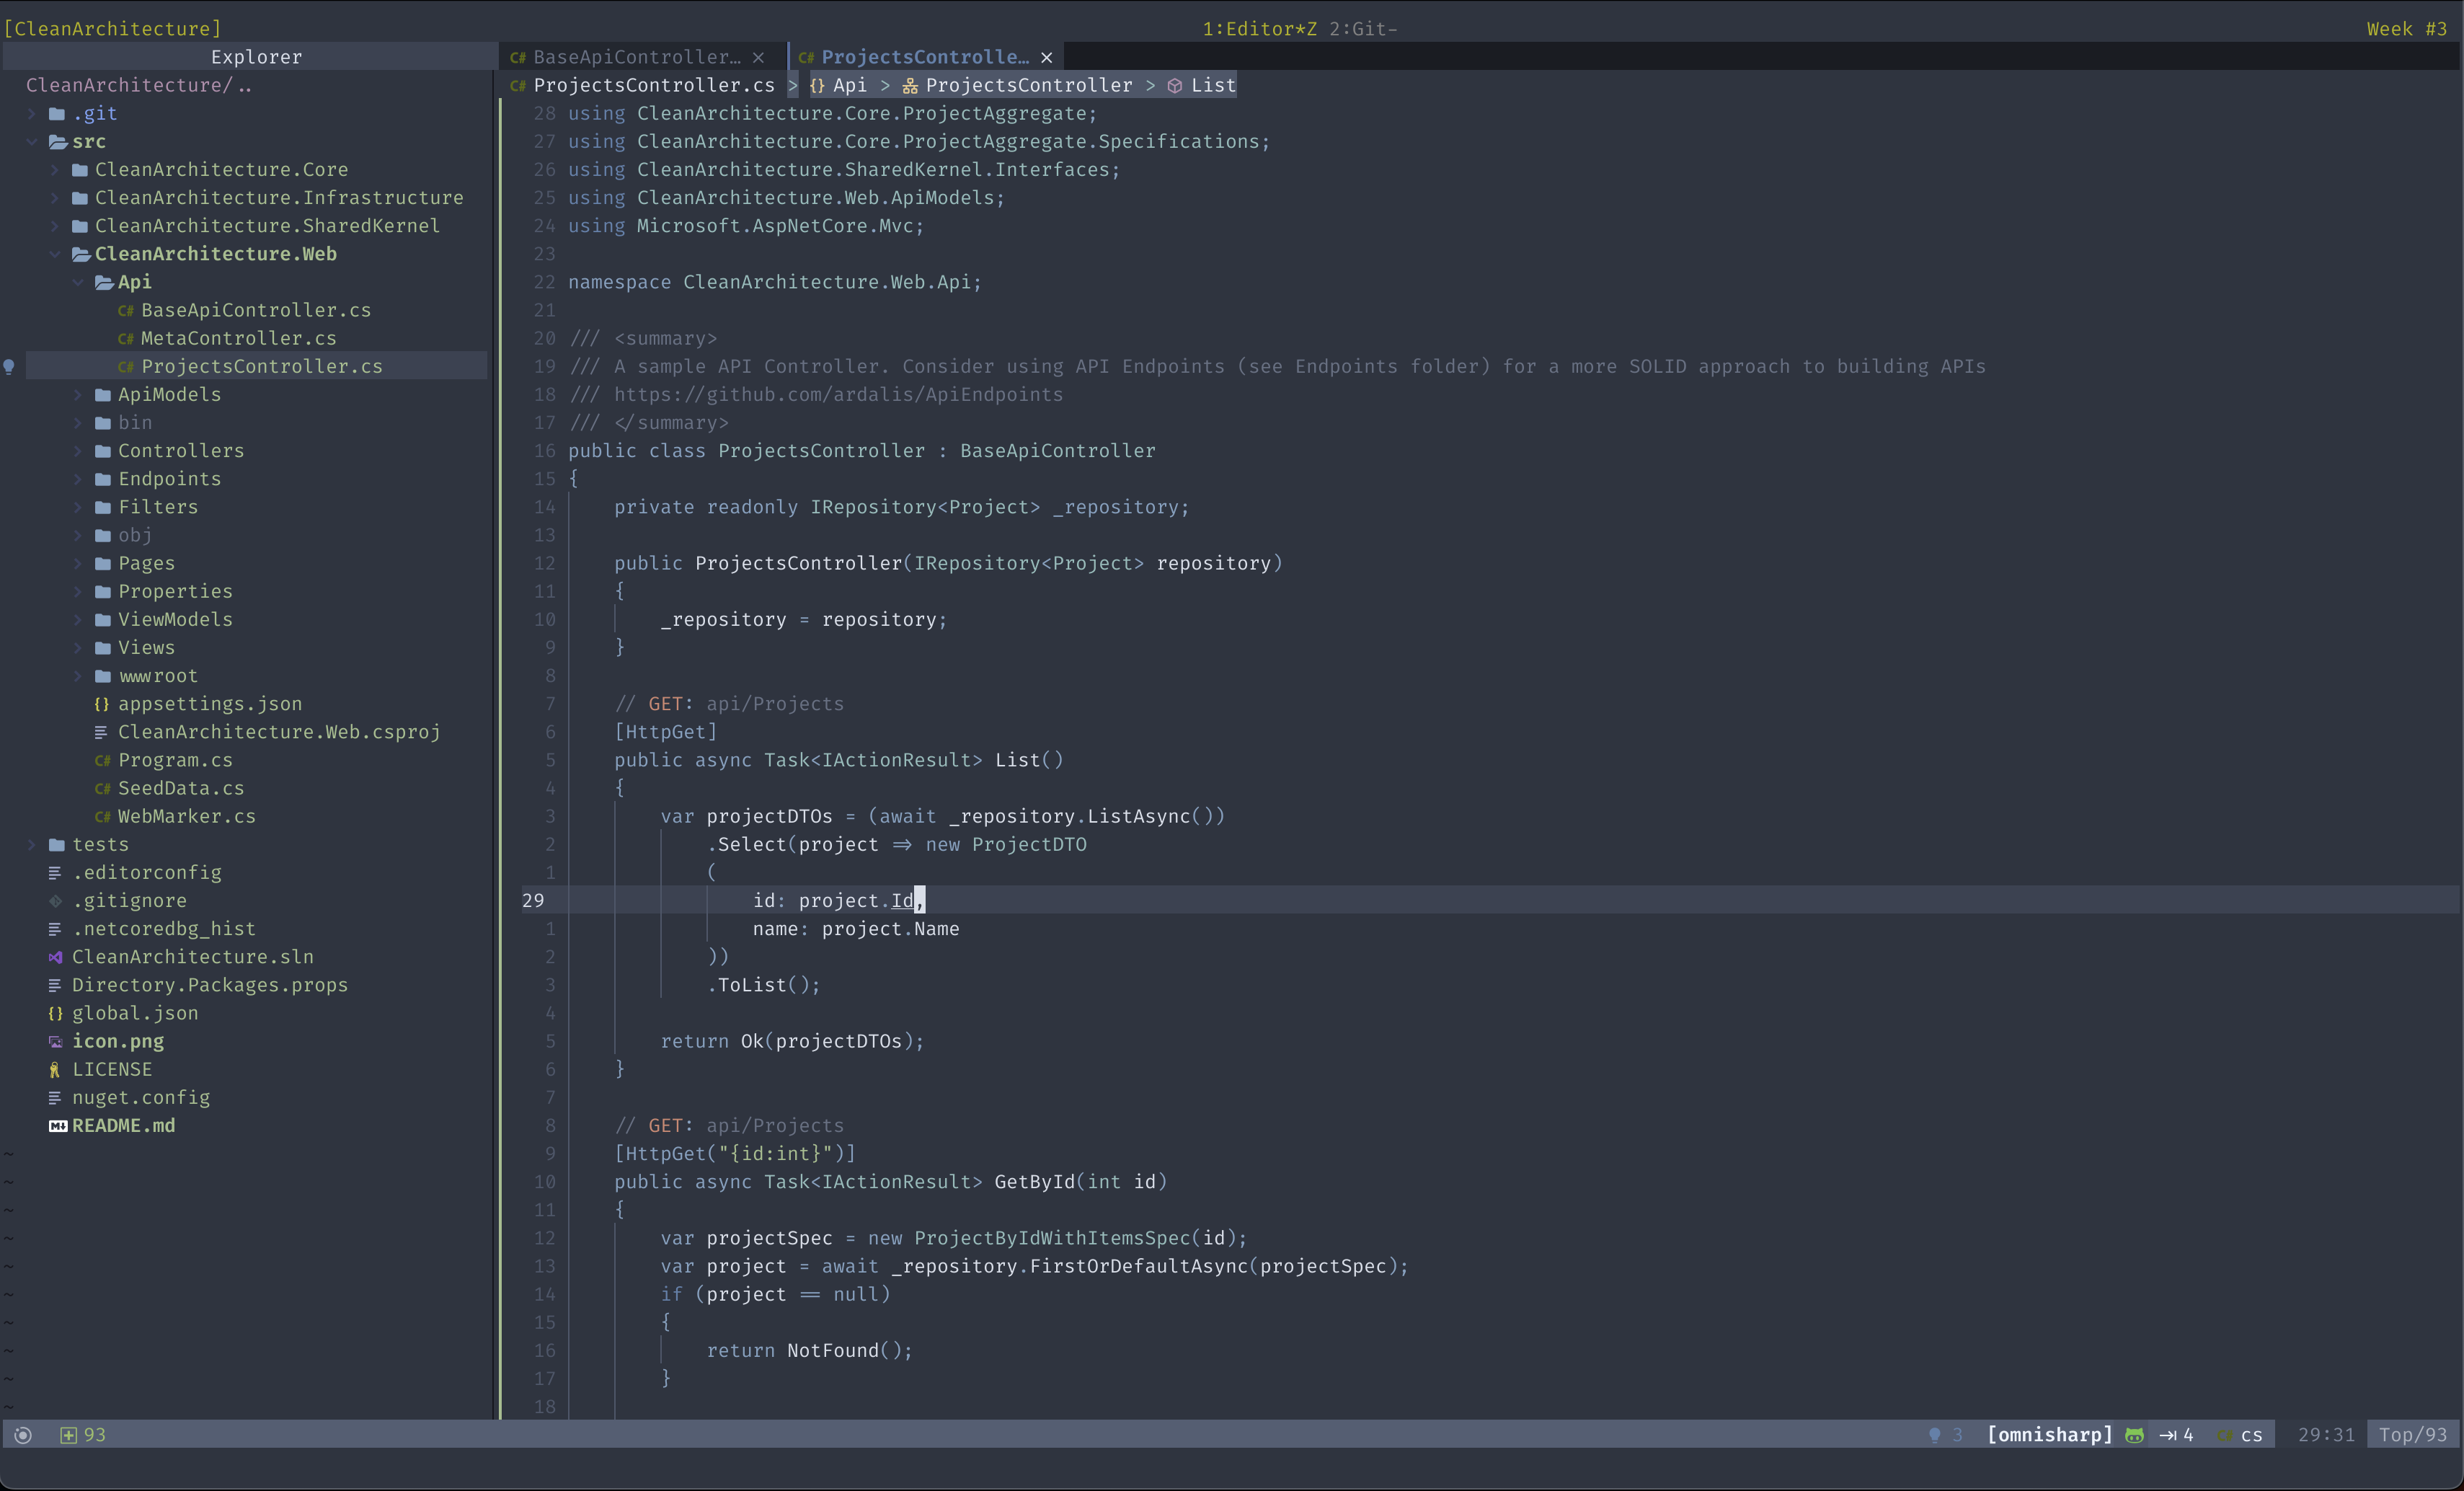 [CleanArchitecture] 1:Editor*Z 2:Git- Week #3
Explorer
CleanArchitecture/..
.git
src
CleanArchitecture.Core
CleanArchitecture.Infrastructure
CleanArchitecture.SharedKernel
CleanArchitecture.Web
Api
C# BaseApiController.cs
C# MetaController.cs
C# ProjectsController.cs
ApiModels
bin
Controllers
Endpoints
Filters
obj
Pages
Properties
ViewModels
Views
wwwroot
{} appsettings.json
CleanArchitecture.Web.csproj
C# Program.cs
C# SeedData.cs
C# WebMarker.cs
tests
.editorconfig
.gitignore
.netcoredbg_hist
CleanArchitecture.sln
Directory.Packages.props
{} global.json
icon.png
LICENSE
nuget.config
README.md
C# BaseApiController… × C# ProjectsControlle… ×
C# ProjectsController.cs > {} Api > ProjectsController > List
28 using CleanArchitecture.Core.ProjectAggregate;
27 using CleanArchitecture.Core.ProjectAggregate.Specifications;
26 using CleanArchitecture.SharedKernel.Interfaces;
25 using CleanArchitecture.Web.ApiModels;
24 using Microsoft.AspNetCore.Mvc;
23
22 namespace CleanArchitecture.Web.Api;
21
20 /// <summary>
19 /// A sample API Controller. Consider using API Endpoints (see Endpoints folder) for a more SOLID approach to building APIs
18 /// https://github.com/ardalis/ApiEndpoints
17 /// </summary>
16 public class ProjectsController : BaseApiController
15 {
14 private readonly IRepository<Project> _repository;
13
12 public ProjectsController(IRepository<Project> repository)
11 {
10 _repository = repository;
9 }
8
7 // GET: api/Projects
6 [HttpGet]
5 public async Task<IActionResult> List()
4 {
3 var projectDTOs = (await _repository.ListAsync())
2 .Select(project => new ProjectDTO
1 (
29 id: project.Id,
1 name: project.Name
2 ))
3 .ToList();
4
5 return Ok(projectDTOs);
6 }
7
8 // GET: api/Projects
9 [HttpGet("{id:int}")]
10 public async Task<IActionResult> GetById(int id)
11 {
12 var projectSpec = new ProjectByIdWithItemsSpec(id);
13 var project = await _repository.FirstOrDefaultAsync(projectSpec);
14 if (project == null)
15 {
16 return NotFound();
17 }
18
93 3 [omnisharp] 4 cs 29:31 Top/93